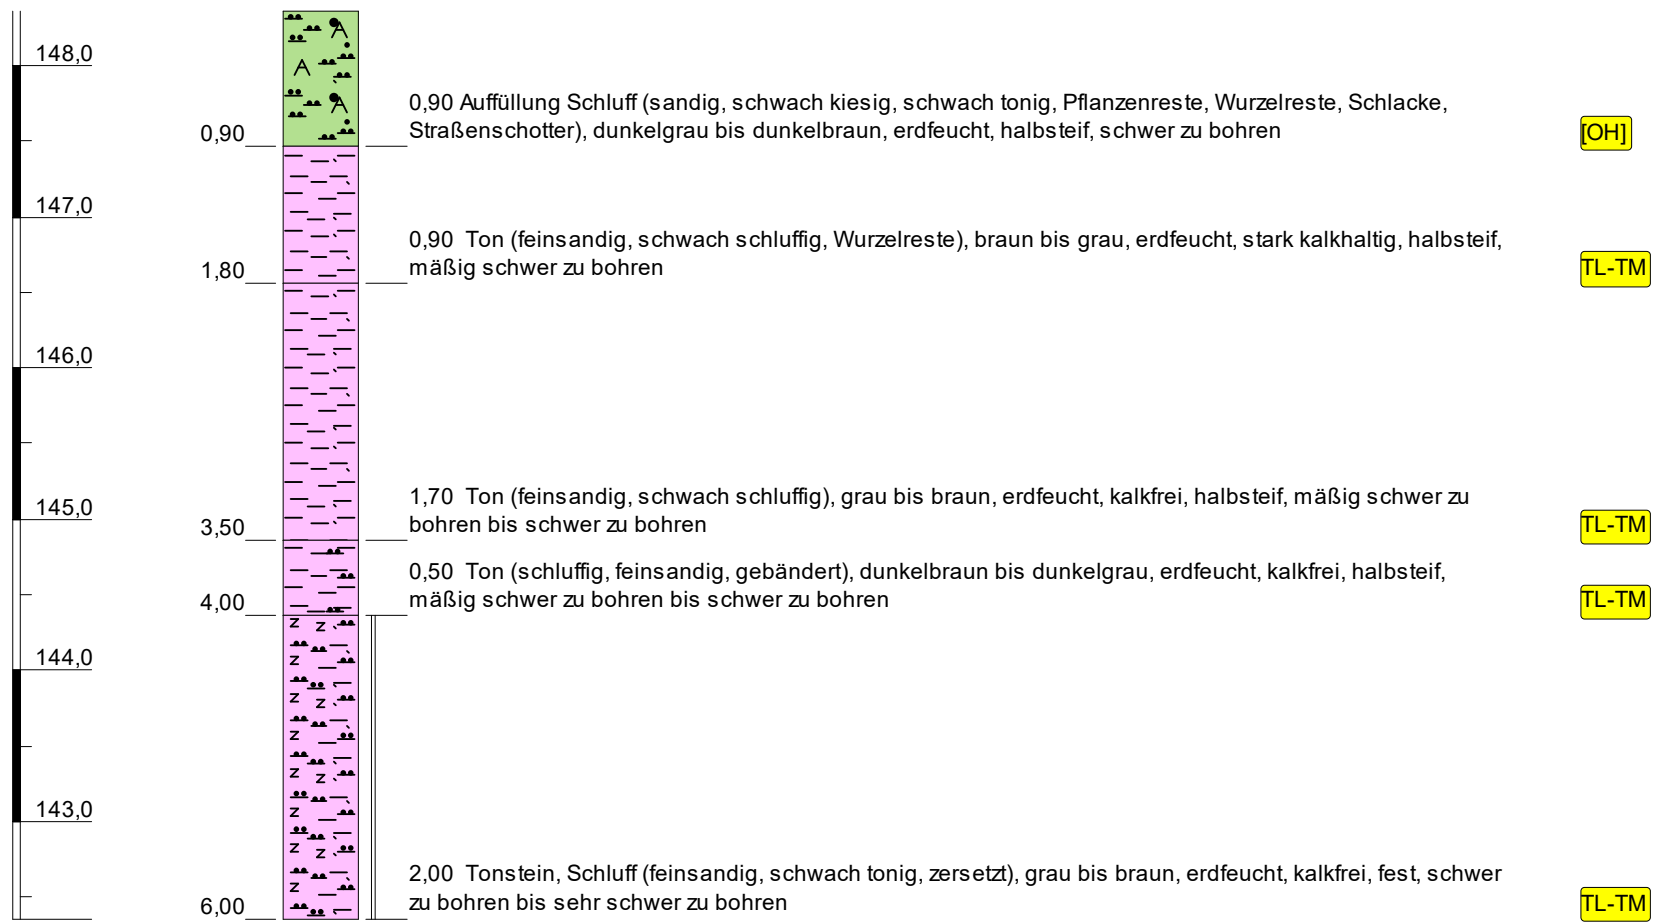 148,0
0,90 Auffüllung Schluff (sandig, schwach kiesig, schwach tonig, Pflanzenreste, Wurzelreste, Schlacke,
Straßenschotter), dunkelgrau bis dunkelbraun, erdfeucht, halbsteif, schwer zu bohren
0,90
[OH]
147,0
0,90 Ton (feinsandig, schwach schluffig, Wurzelreste), braun bis grau, erdfeucht, stark kalkhaltig, halbsteif,
mäßig schwer zu bohren
1,80
TL-TM
146,0
1,70 Ton (feinsandig, schwach schluffig), grau bis braun, erdfeucht, kalkfrei, halbsteif, mäßig schwer zu
bohren bis schwer zu bohren
145,0
3,50
TL-TM
0,50 Ton (schluffig, feinsandig, gebändert), dunkelbraun bis dunkelgrau, erdfeucht, kalkfrei, halbsteif,
mäßig schwer zu bohren bis schwer zu bohren
4,00
TL-TM
144,0
143,0
2,00 Tonstein, Schluff (feinsandig, schwach tonig, zersetzt), grau bis braun, erdfeucht, kalkfrei, fest, schwer
zu bohren bis sehr schwer zu bohren
6,00
TL-TM